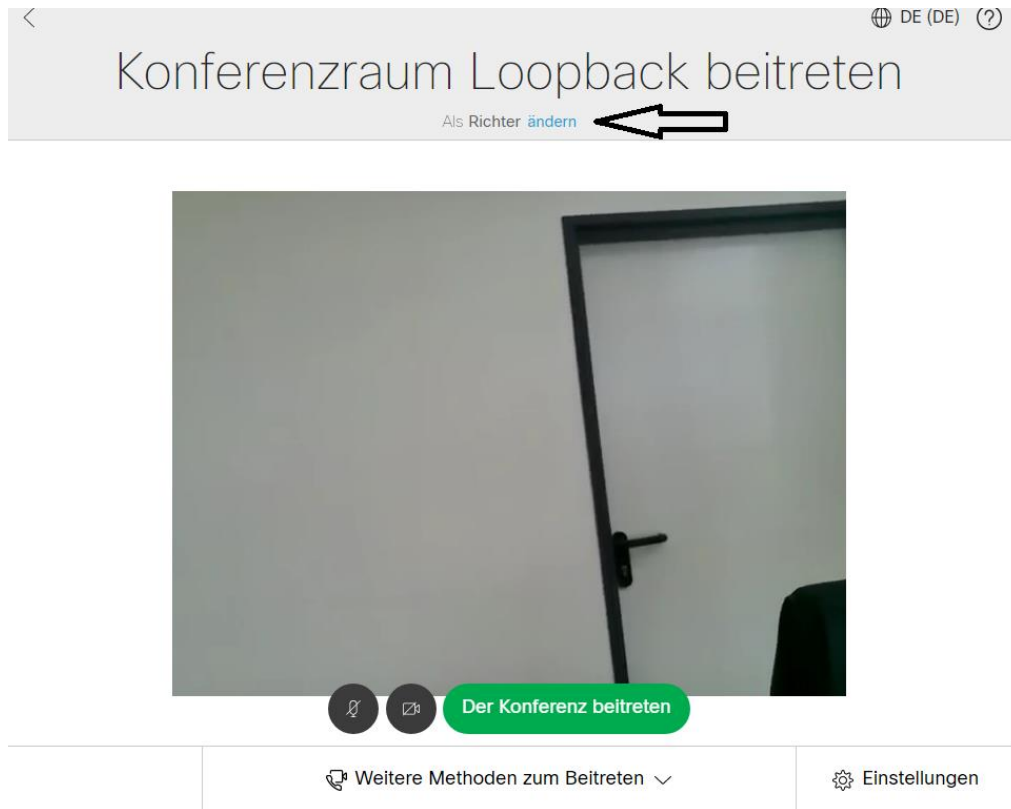 DE (DE)
Konferenzraum Loopback beitreten
Als Richter ändern
Der Konferenz beitreten
Weitere Methoden zum Beitreten
Einstellungen